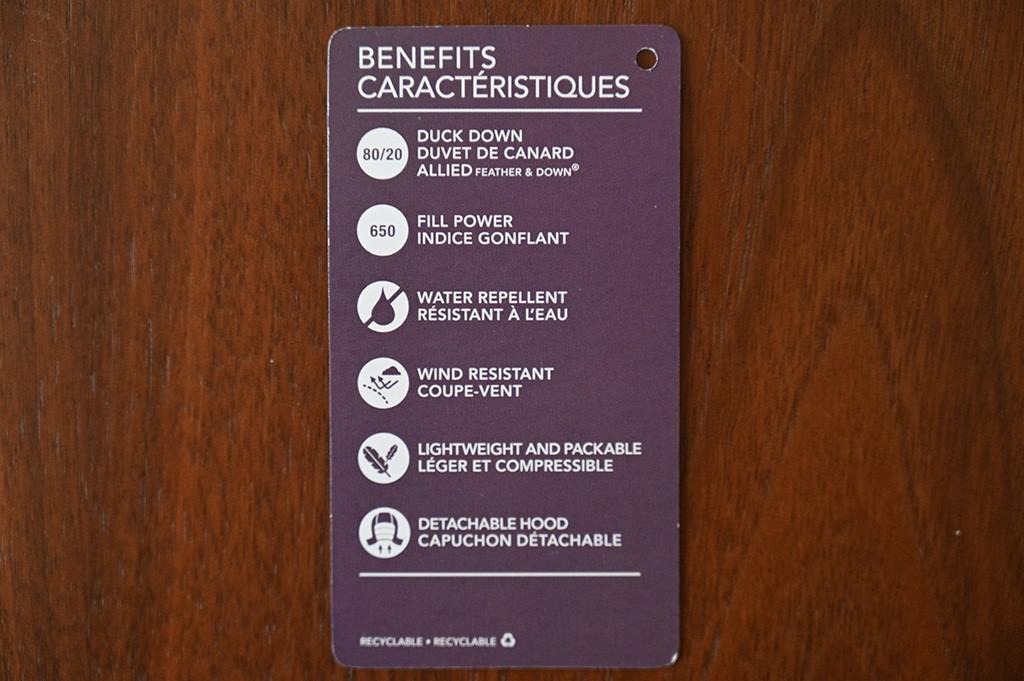 BENEFITS
CARACTÉRISTIQUES
80/20
DUCK DOWN
DUVET DE CANARD
ALLIED FEATHER & DOWN®
650
FILL POWER
INDICE GONFLANT
WATER REPELLENT
RÉSISTANT À L'EAU
WIND RESISTANT
COUPE-VENT
LIGHTWEIGHT AND PACKABLE
LÉGER ET COMPRESSIBLE
DETACHABLE HOOD
CAPUCHON DÉTACHABLE
RECYCLABLE • RECYCLABLE